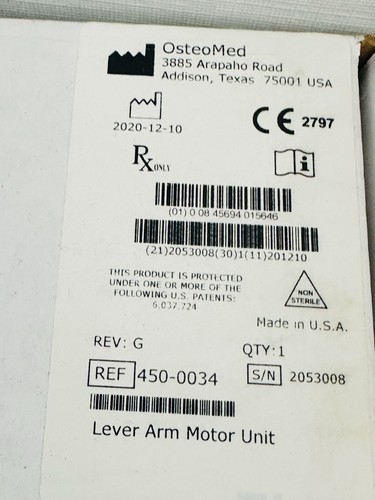 OsteoMed
3885 Arapaho Road
Addison, Texas 75001 USA
2020-12-10
CE 2797
Rx ONLY
i
(01) 0 08 45694 015646
(21)2053008(30)1(11)201210
THIS PRODUCT IS PROTECTED
UNDER ONE OR MORE OF THE
FOLLOWING U.S. PATENTS:
6,037,724
NON
STERILE
Made in U.S.A.
REV: G
QTY:1
REF 450-0034
S/N 2053008
Lever Arm Motor Unit